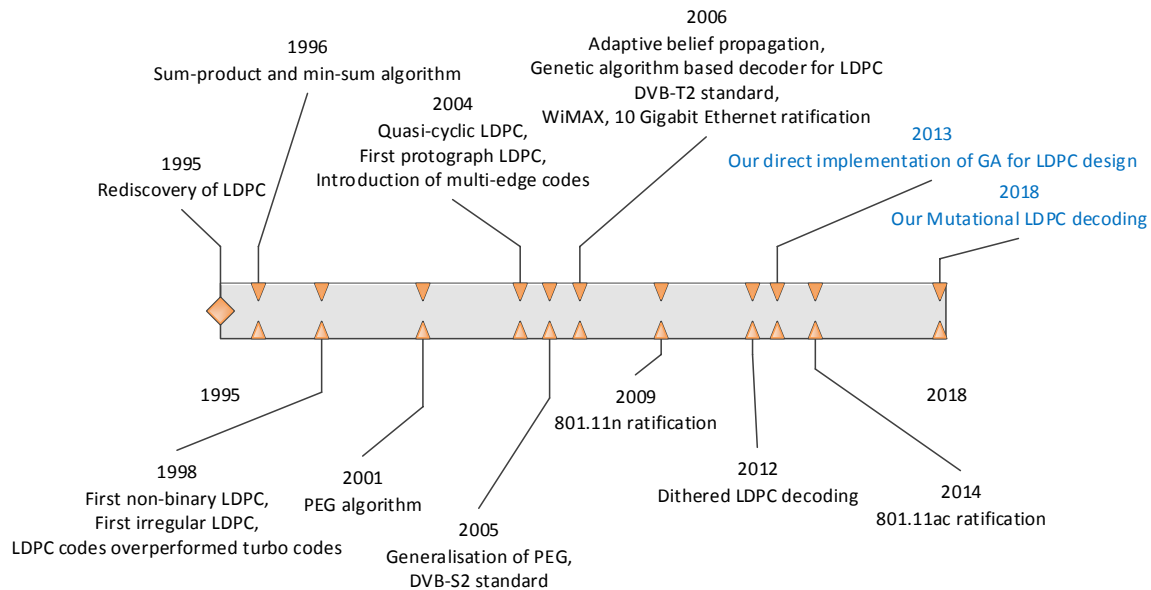 2006
Adaptive belief propagation,
Genetic algorithm based decoder for LDPC
DVB-T2 standard,
WiMAX, 10 Gigabit Ethernet ratification
1996
Sum-product and min-sum algorithm
2004
Quasi-cyclic LDPC,
First protograph LDPC,
Introduction of multi-edge codes
2013
Our direct implementation of GA for LDPC design
1995
Rediscovery of LDPC
2018
Our Mutational LDPC decoding
1995
2018
2009
801.11n ratification
1998
First non-binary LDPC,
First irregular LDPC,
LDPC codes overperformed turbo codes
2001
PEG algorithm
2005
Generalisation of PEG,
DVB-S2 standard
2012
Dithered LDPC decoding
2014
801.11ac ratification